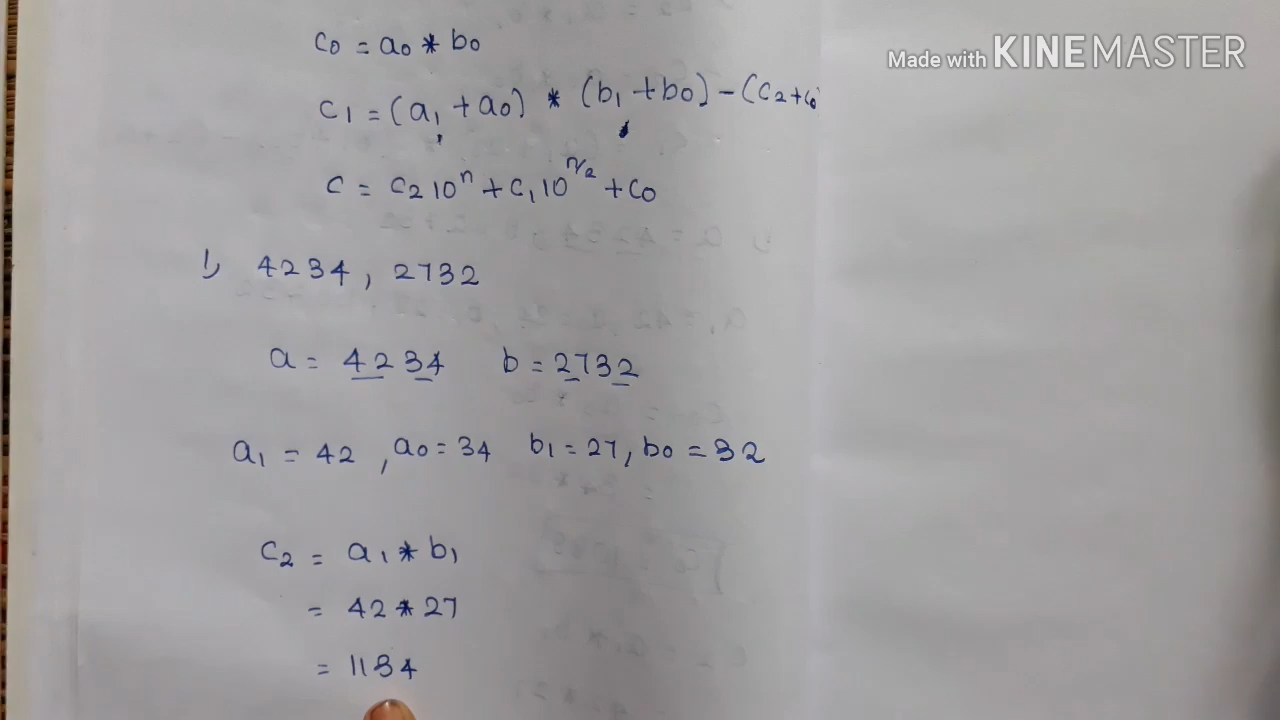 c0 = a0 * b0
Made with KINEMASTER
c1 = (a1 + a0) * (b1 + b0) - (c2+c0)
c = c2 10^n + c1 10^n/2 + c0
1) 4234, 2732
a = 4234 b = 2732
a1 = 42, a0 = 34 b1 = 27, b0 = 32
c2 = a1 * b1
= 42 * 27
= 1134